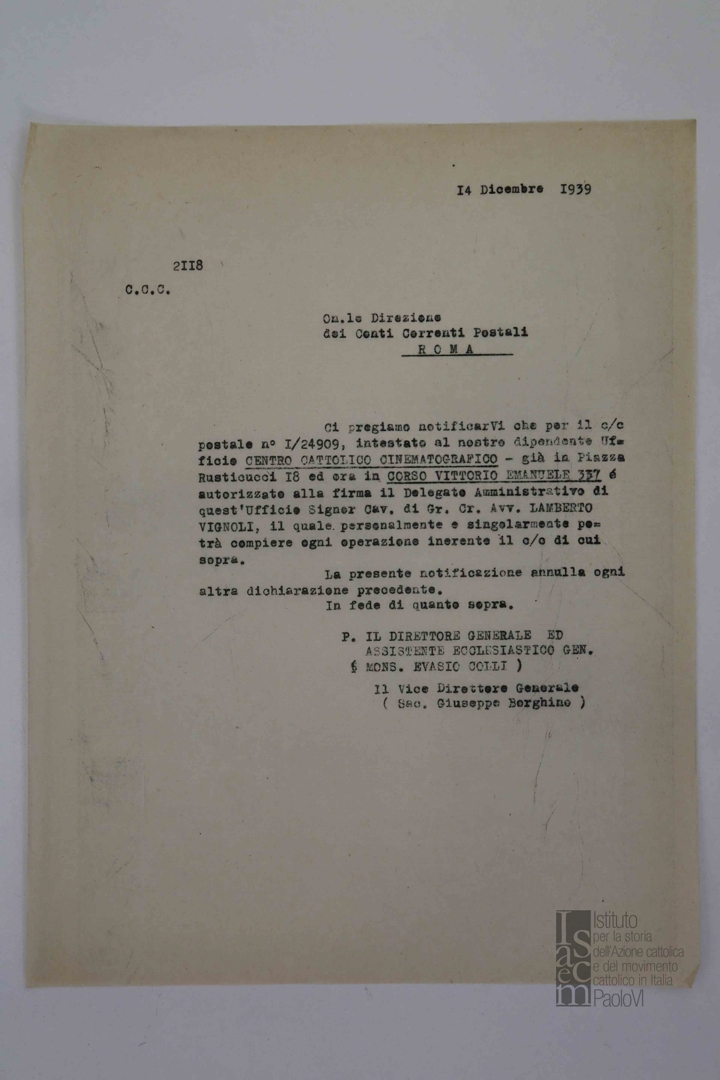 I4 Dicembre I939
2II8
C.C.C.
On.le Direzione
dei Conti Correnti Postali
R O M A
Ci pregiamo notificarVi che per il c/c
postale n° I/24909, intestato al nostro dipendente Uf=
ficio CENTRO CATTOLICO CINEMATOGRAFICO - già in Piazza
Rusticucci I8 ed ora in CORSO VITTORIO EMANUELE 337 é
autorizzato alla firma il Delegato Amministrativo di
quest'Ufficio Signor Cav. di Gr. Cr. Avv. LAMBERTO
VIGNOLI, il quale personalmente e singolarmente po=
trà compiere ogni operazione inerente il c/c di cui
sopra.
La presente notificazione annulla ogni
altra dichiarazione precedente.
In fede di quanto sopra.
P. IL DIRETTORE GENERALE ED
ASSISTENTE ECCLESIASTICO GEN.
( MONS. EVASIO COLLI )
Il Vice Direttore Generale
( Sac. Giuseppe Borghino )
Isacem
Istituto
per la storia
dell'Azione cattolica
e del movimento
cattolico in Italia
PaoloVI